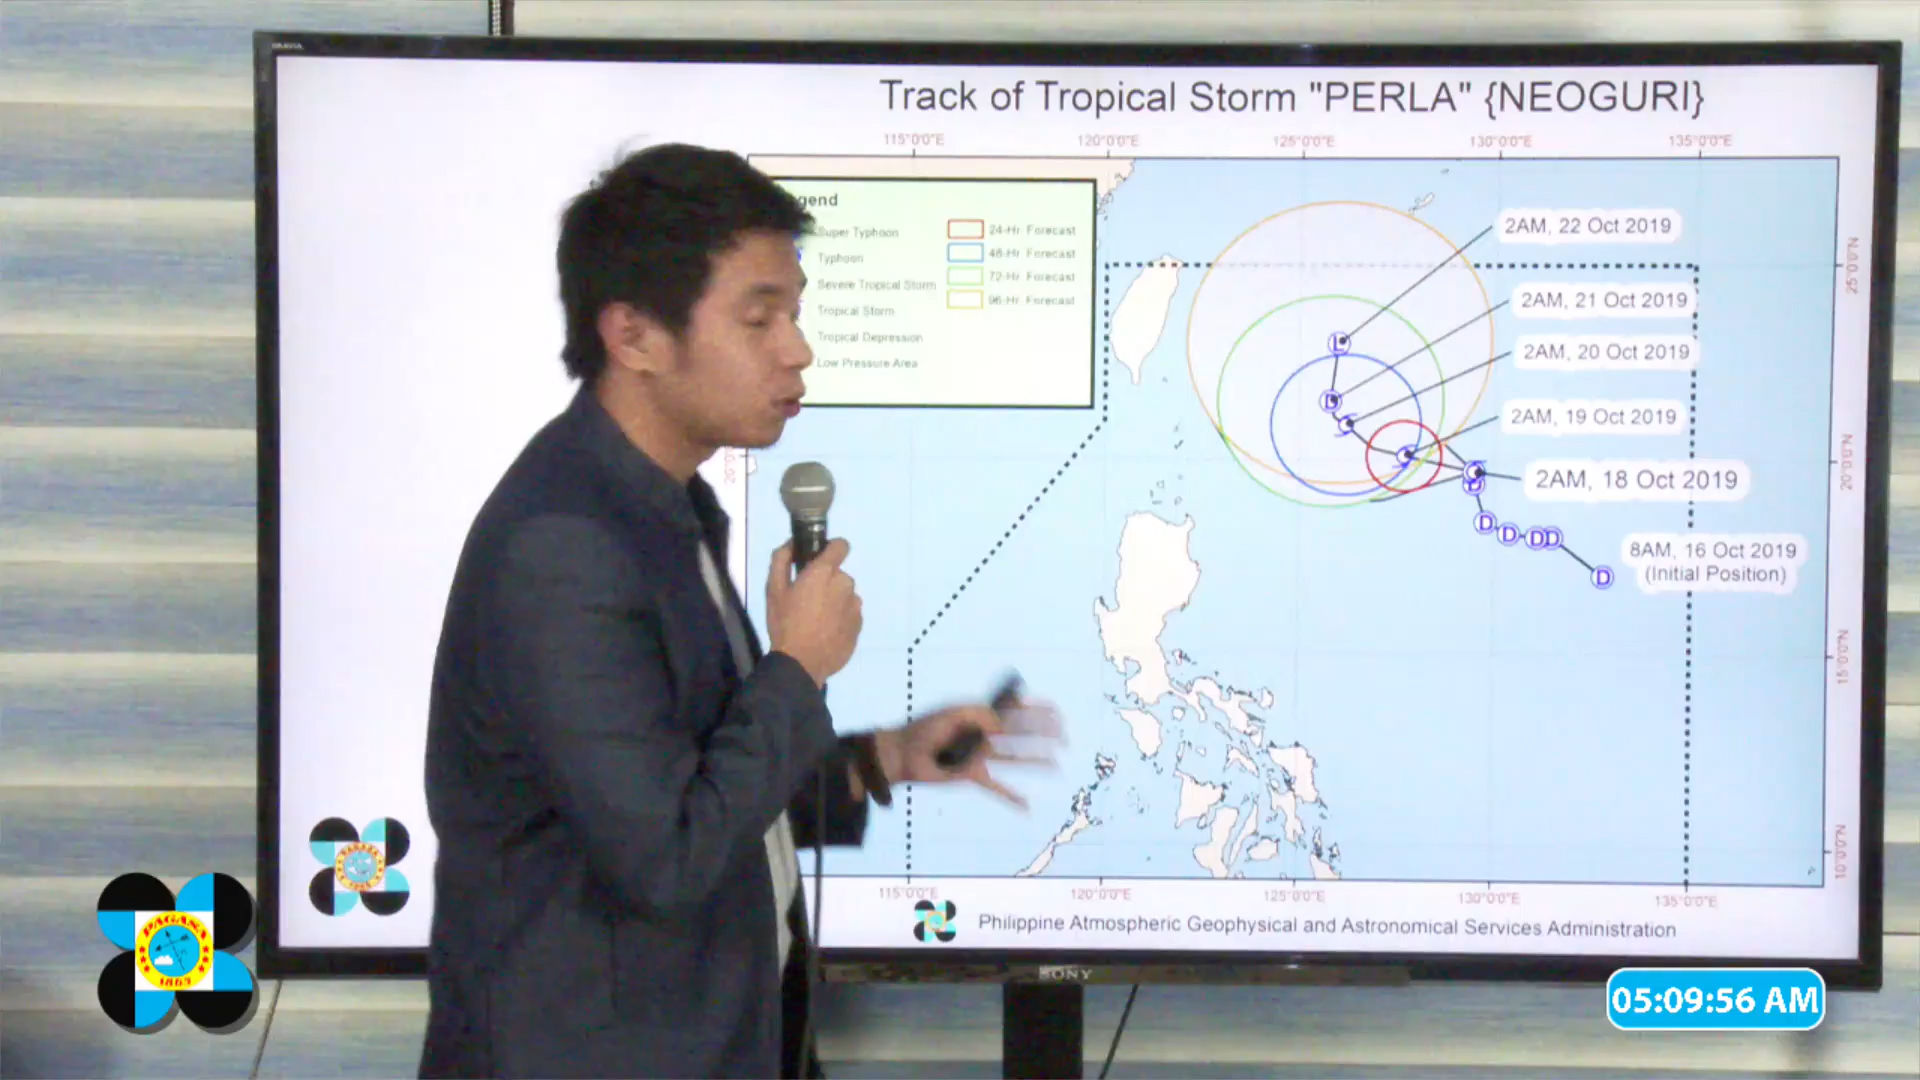 BRAVIA
Track of Tropical Storm "PERLA" {NEOGURI}
115°0'0"E 120°0'0"E 125°0'0"E 130°0'0"E 135°0'0"E
gend
Super Typhoon
Typhoon
Severe Tropical Storm
Tropical Storm
Tropical Depression
Low Pressure Area
24-Hr. Forecast
48-Hr. Forecast
72-Hr. Forecast
96-Hr. Forecast
2AM, 22 Oct 2019
2AM, 21 Oct 2019
2AM, 20 Oct 2019
2AM, 19 Oct 2019
2AM, 18 Oct 2019
8AM, 16 Oct 2019
(Initial Position)
L
D
D
D
D
DD
D
25°0'0"N
20°0'0"N
15°0'0"N
10°0'0"N
115°0'0"E 120°0'0"E 125°0'0"E 130°0'0"E 135°0'0"E
Philippine Atmospheric Geophysical and Astronomical Services Administration
SONY
PAGASA
1865
05:09:56 AM